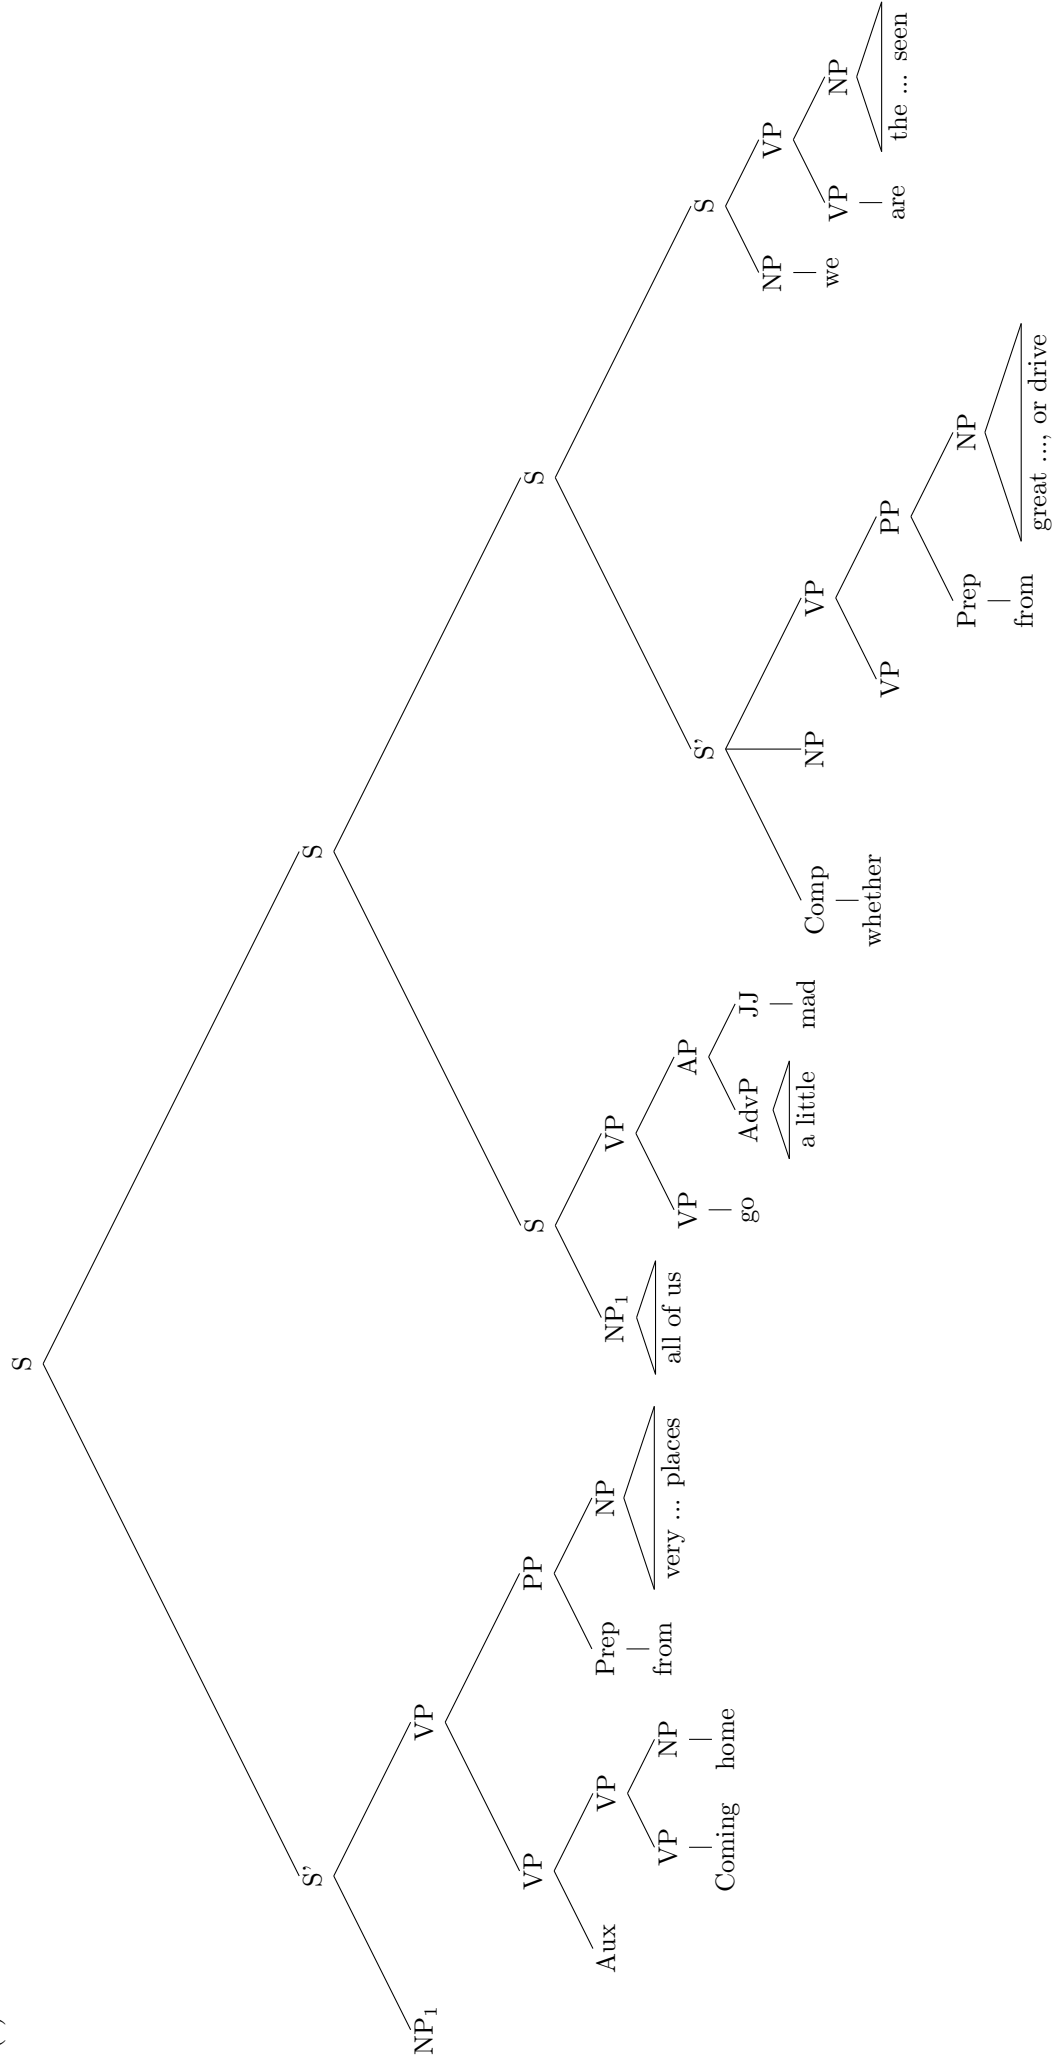 S
S' S
NP₁ VP
VP PP S S
Aux VP Prep NP NP₁ VP
VP NP from very ... places all of us VP AP S' S
Coming home go AdvP JJ NP VP
a little mad Comp NP VP we VP NP
whether VP PP are the ... seen
Prep NP
from great ..., or drive